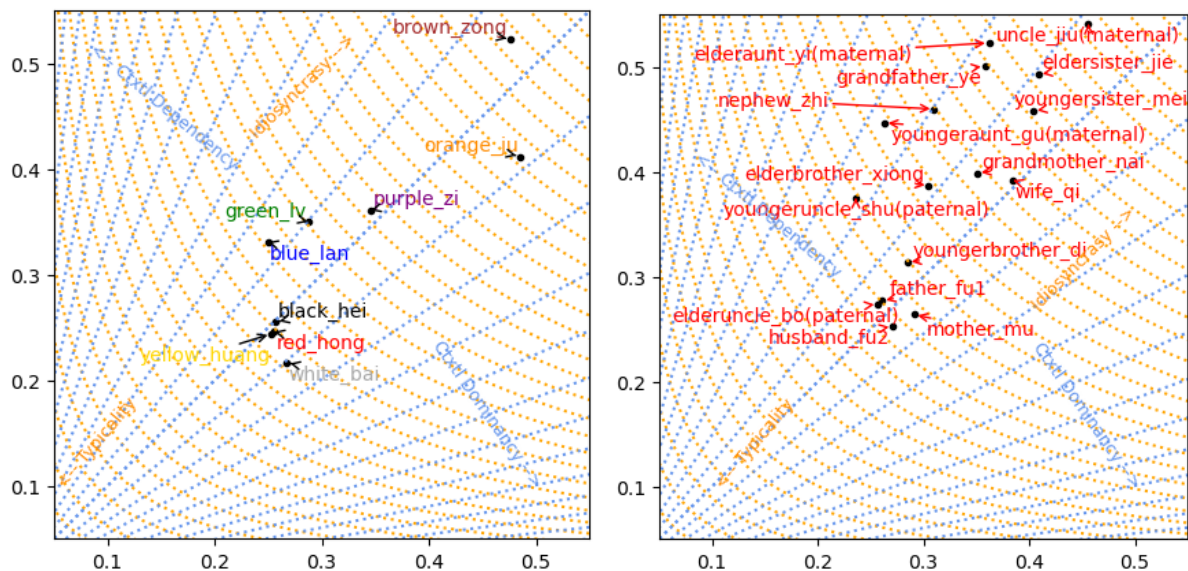 brown_zong
orange_ju
purple_zi
green_lv
blue_lan
black_hei
red_hong
yellow_huang
white_bai
<-- Ctxtl Dependency
Idiosyncrasy-->
<-- Typicality
Ctxtl Dominancy -->
0.5
0.4
0.3
0.2
0.1
0.1
0.2
0.3
0.4
0.5
uncle_jiu(maternal)
elderaunt_yi(maternal)
eldersister_jie
grandfather_ye
nephew_zhi
youngersister_mei
youngeraunt_gu(maternal)
grandmother_nai
elderbrother_xiong
wife_qi
youngeruncle_shu(paternal)
youngerbrother_di
father_fu1
elderuncle_bo(paternal)
mother_mu
husband_fu2
<-- Ctxtl Dependency
Idiosyncrasy -->
<-- Typicality
Ctxtl Dominancy -->
0.5
0.4
0.3
0.2
0.1
0.1
0.2
0.3
0.4
0.5